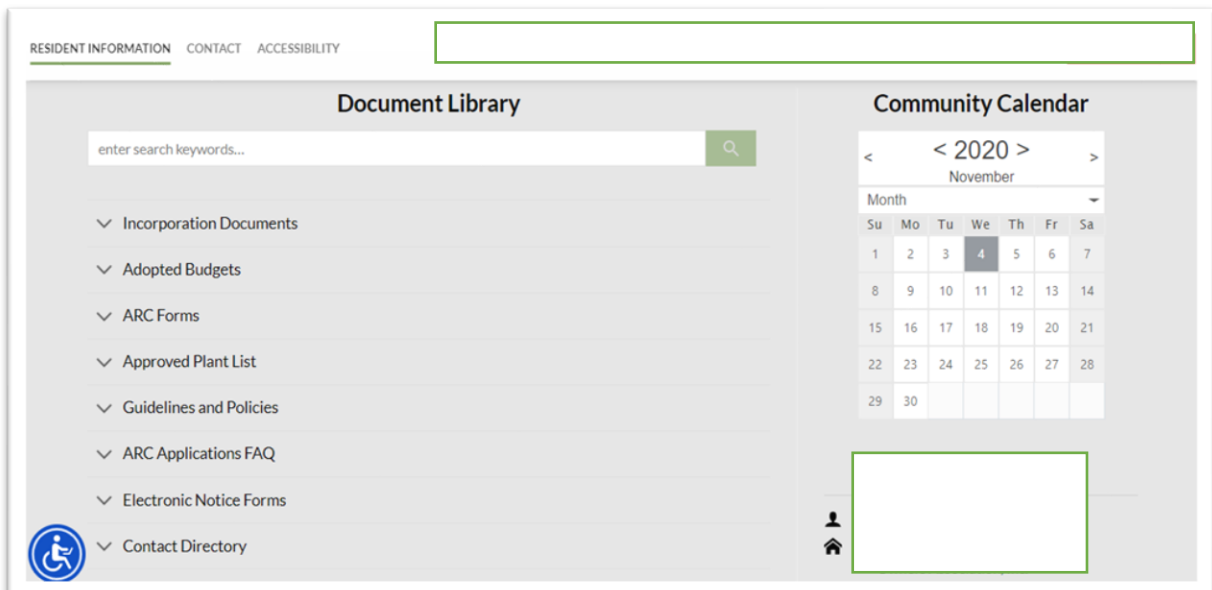 RESIDENT INFORMATION CONTACT ACCESSIBILITY
Document Library
enter search keywords...
Incorporation Documents
Adopted Budgets
ARC Forms
Approved Plant List
Guidelines and Policies
ARC Applications FAQ
Electronic Notice Forms
Contact Directory
Community Calendar
< < 2020 > >
November
Month
Su Mo Tu We Th Fr Sa
1 2 3 4 5 6 7
8 9 10 11 12 13 14
15 16 17 18 19 20 21
22 23 24 25 26 27 28
29 30